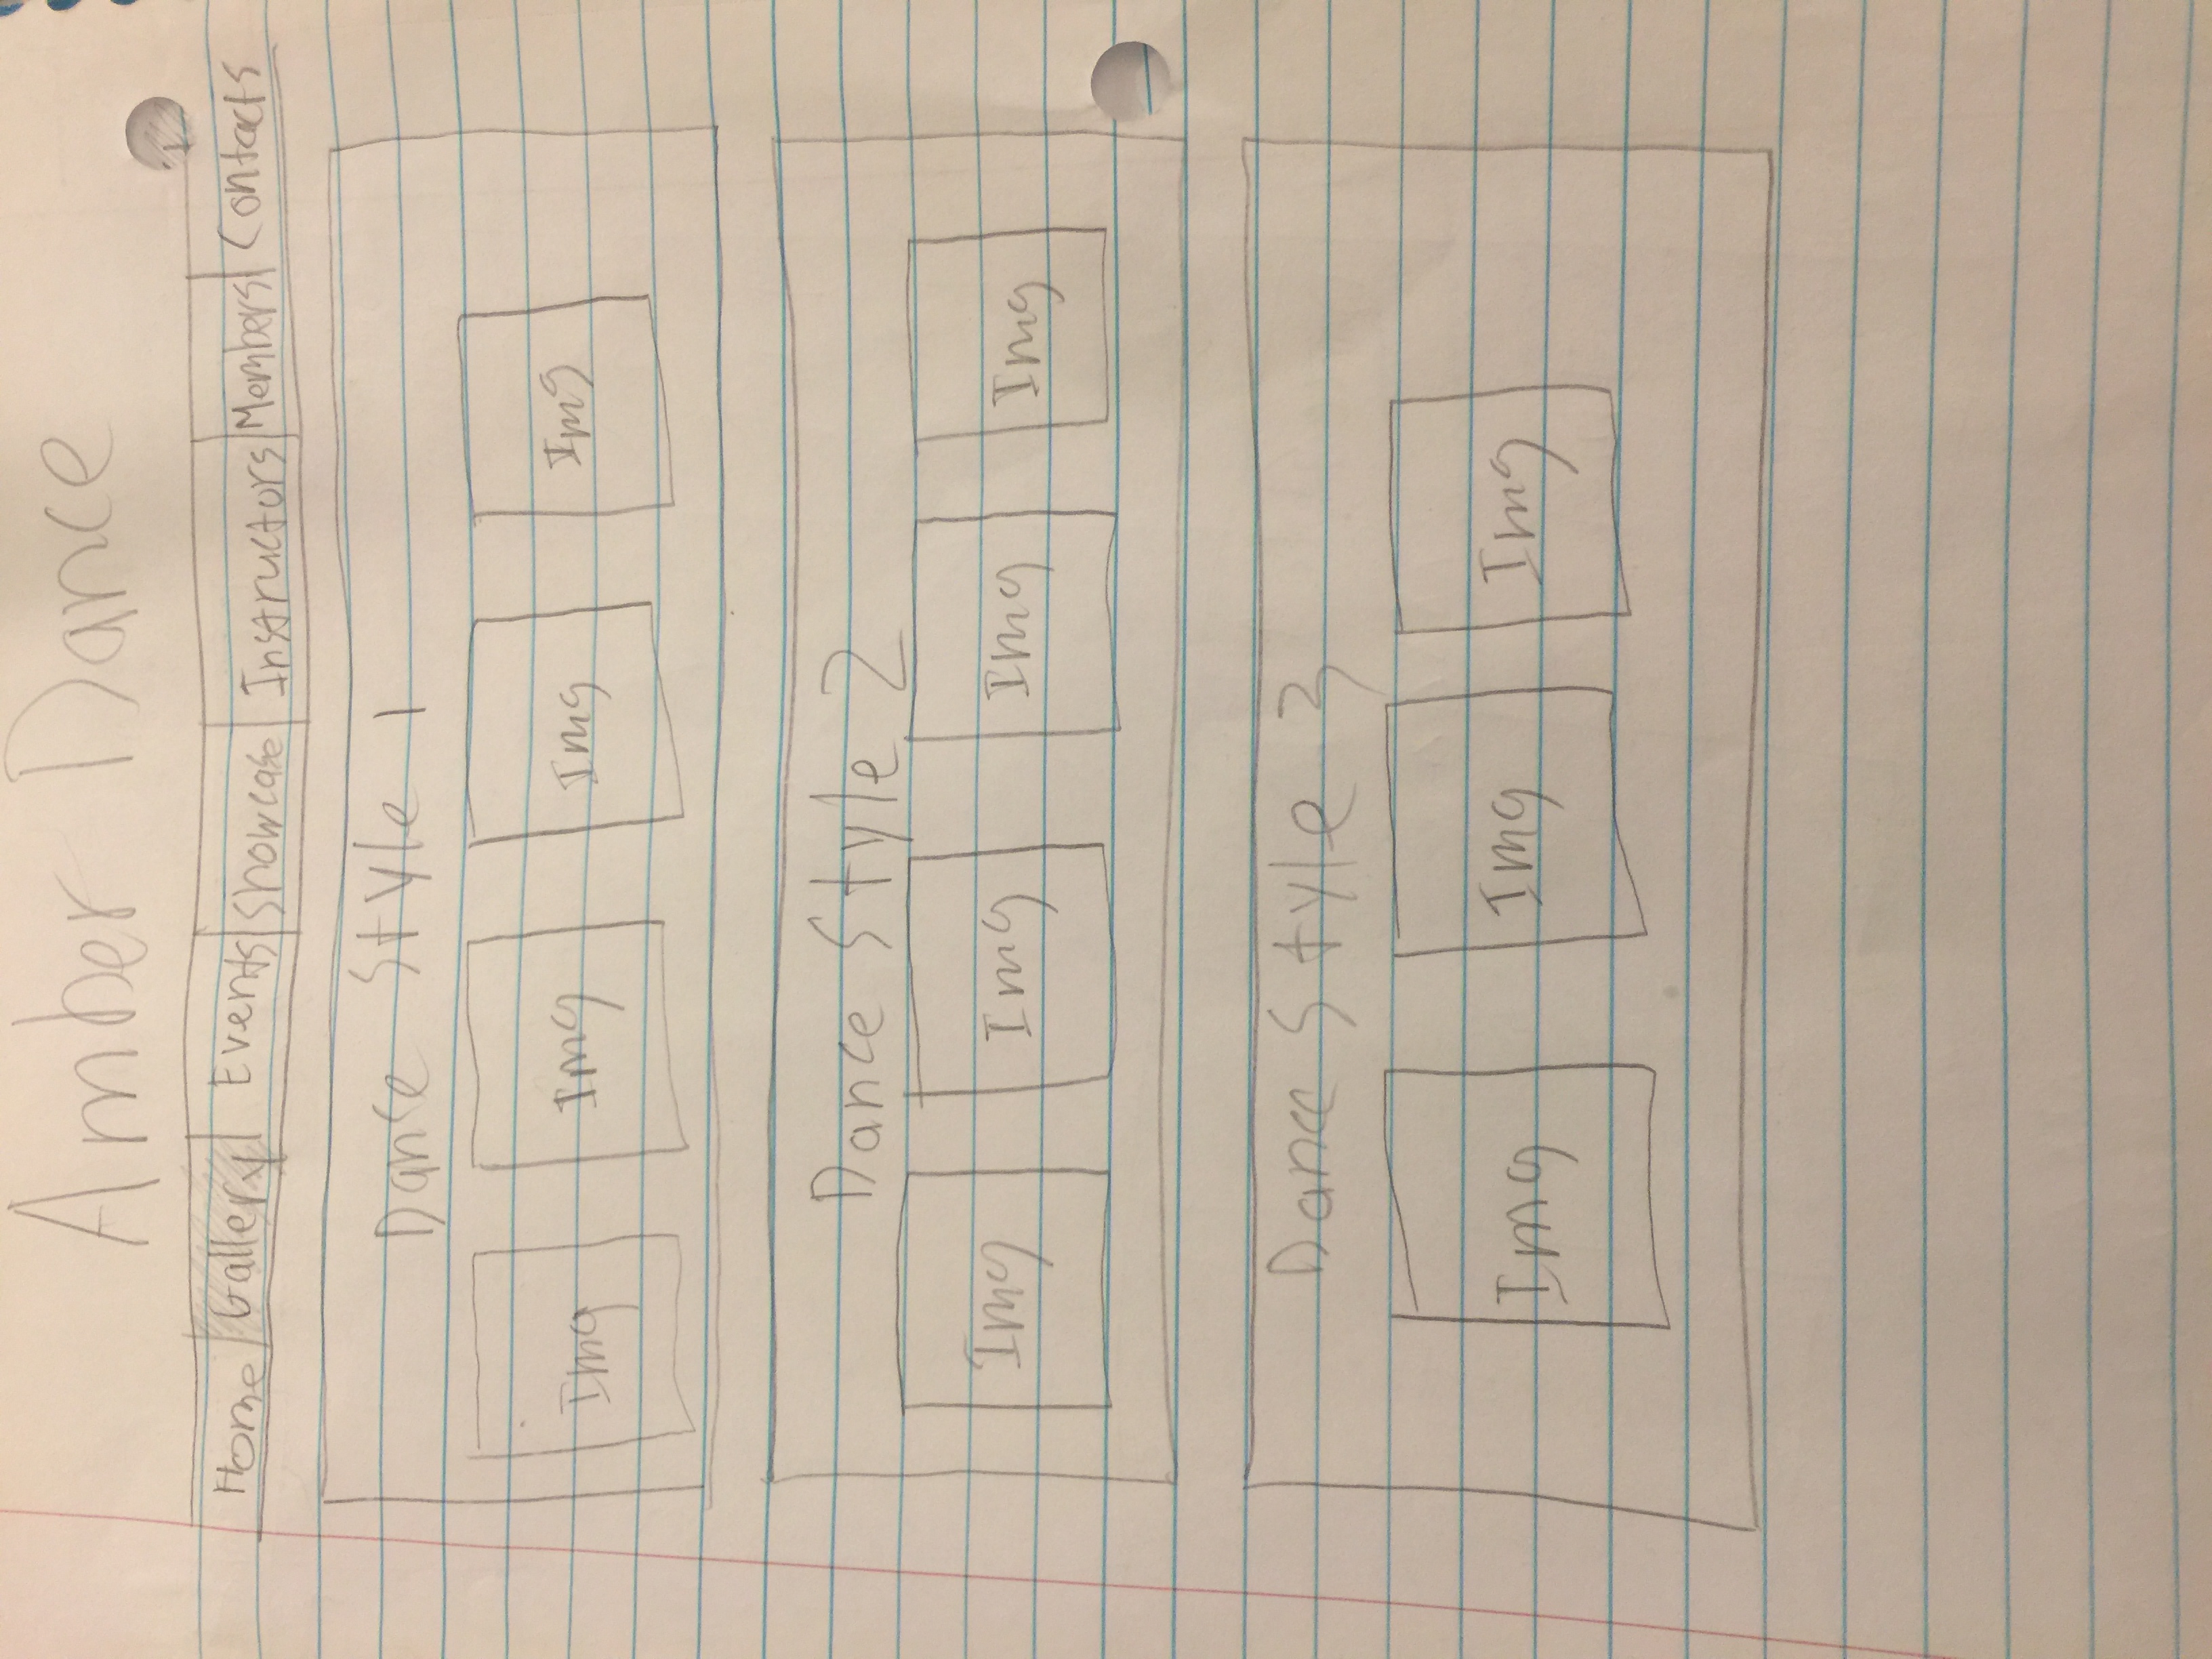 Amber Dance
Home Gallery Events Showcase Instructors Members Contacts
Dance Style 1
Img Img Img Img
Dance Style 2
Img Img Img Img
Dance Style 3
Img Img Img